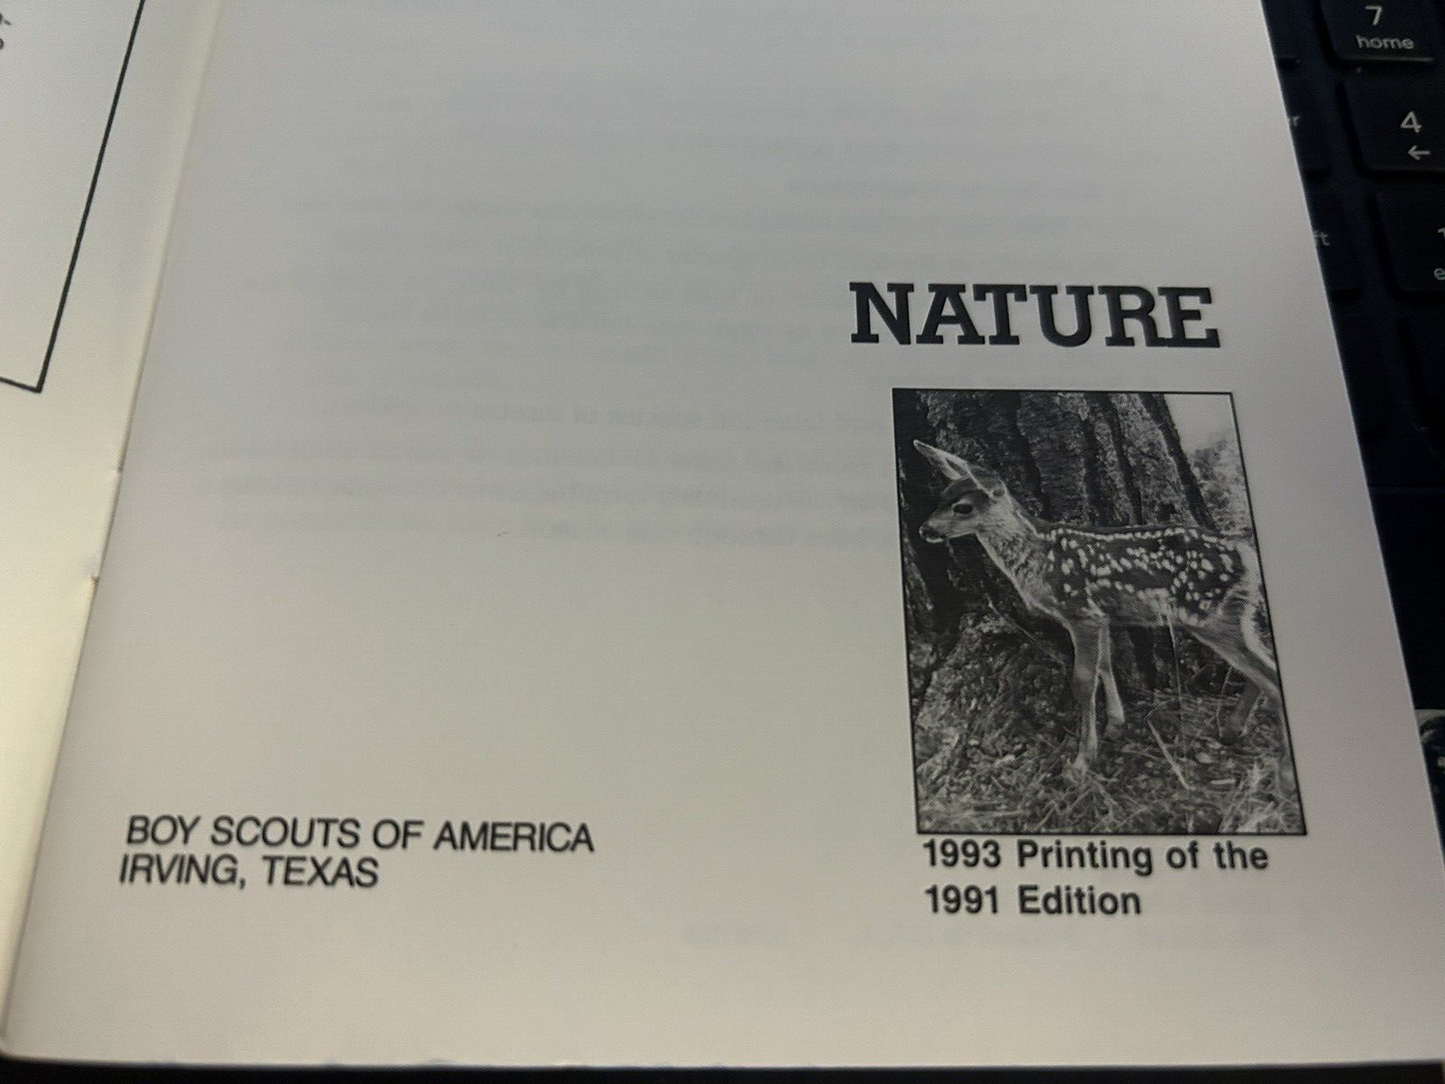 NATURE
BOY SCOUTS OF AMERICA
IRVING, TEXAS
1993 Printing of the
1991 Edition
7
home
4
←